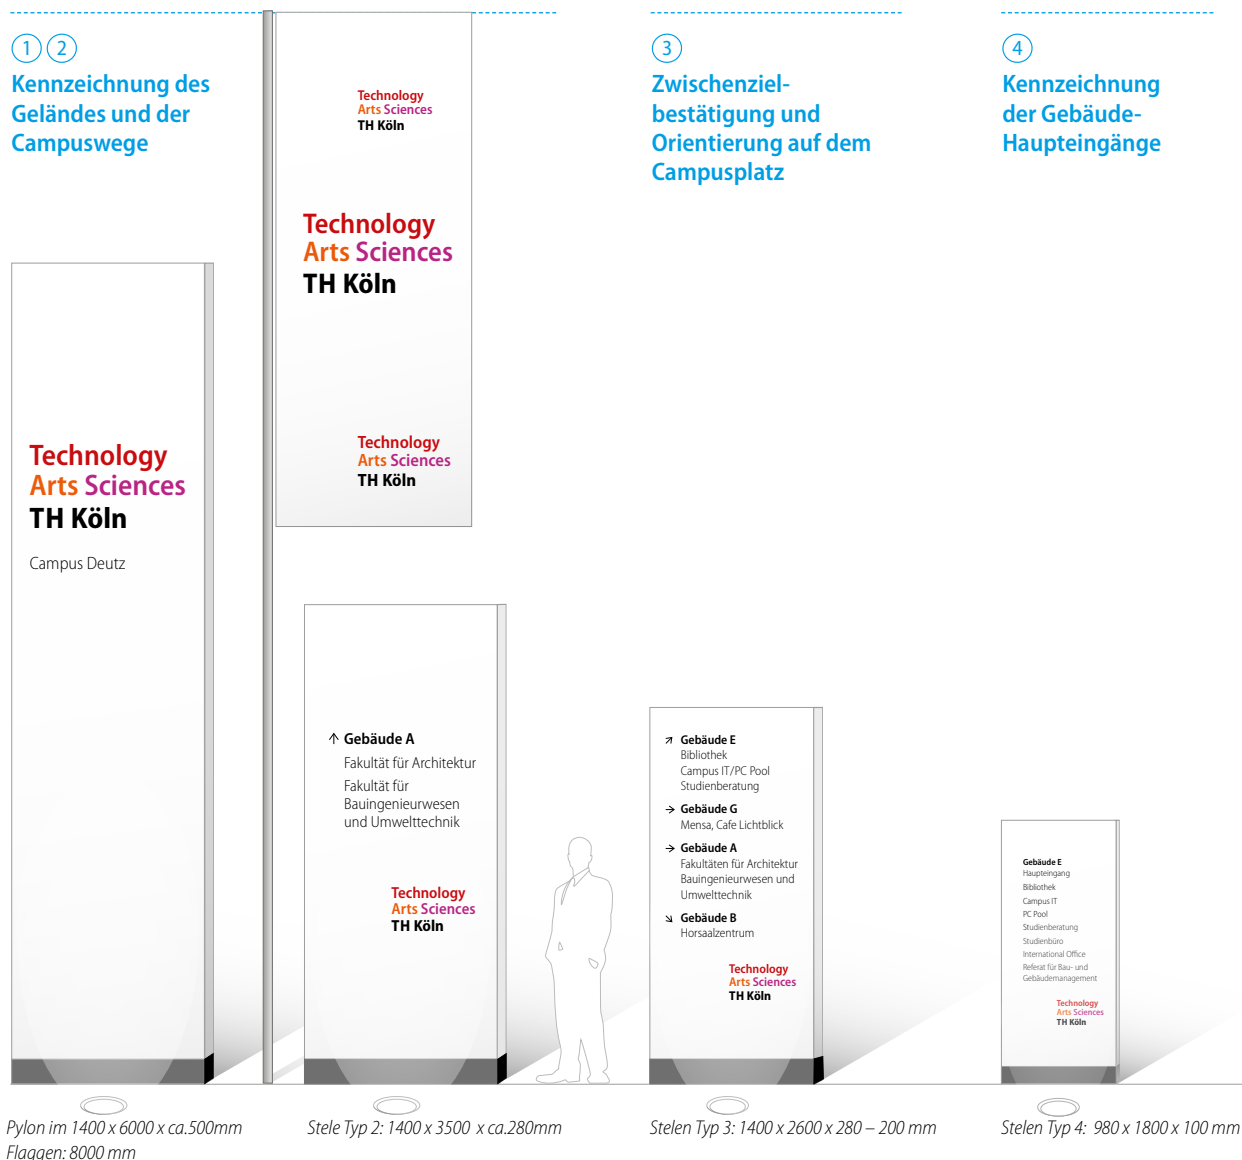 1 2
Kennzeichnung des
Geländes und der
Campuswege
Technology
Arts Sciences
TH Köln
Campus Deutz
Technology
Arts Sciences
TH Köln
Technology
Arts Sciences
TH Köln
Technology
Arts Sciences
TH Köln
↑ Gebäude A
Fakultät für Architektur
Fakultät für
Bauingenieurwesen
und Umwelttechnik
Technology
Arts Sciences
TH Köln
3
Zwischenziel-
bestätigung und
Orientierung auf dem
Campusplatz
↗ Gebäude E
Bibliothek
Campus IT/PC Pool
Studienberatung
→ Gebäude G
Mensa, Cafe Lichtblick
→ Gebäude A
Fakultäten für Architektur
Bauingenieurwesen und
Umwelttechnik
↘ Gebäude B
Horsaalzentrum
Technology
Arts Sciences
TH Köln
4
Kennzeichnung
der Gebäude-
Haupteingänge
Gebäude E
Haupteingang
Bibliothek
Campus IT
PC Pool
Studienberatung
Studienbüro
International Office
Referat für Bau- und
Gebäudemanagement
Technology
Arts Sciences
TH Köln
Pylon im 1400 x 6000 x ca.500mm
Flaggen: 8000 mm
Stele Typ 2: 1400 x 3500 x ca.280mm
Stelen Typ 3: 1400 x 2600 x 280 – 200 mm
Stelen Typ 4: 980 x 1800 x 100 mm